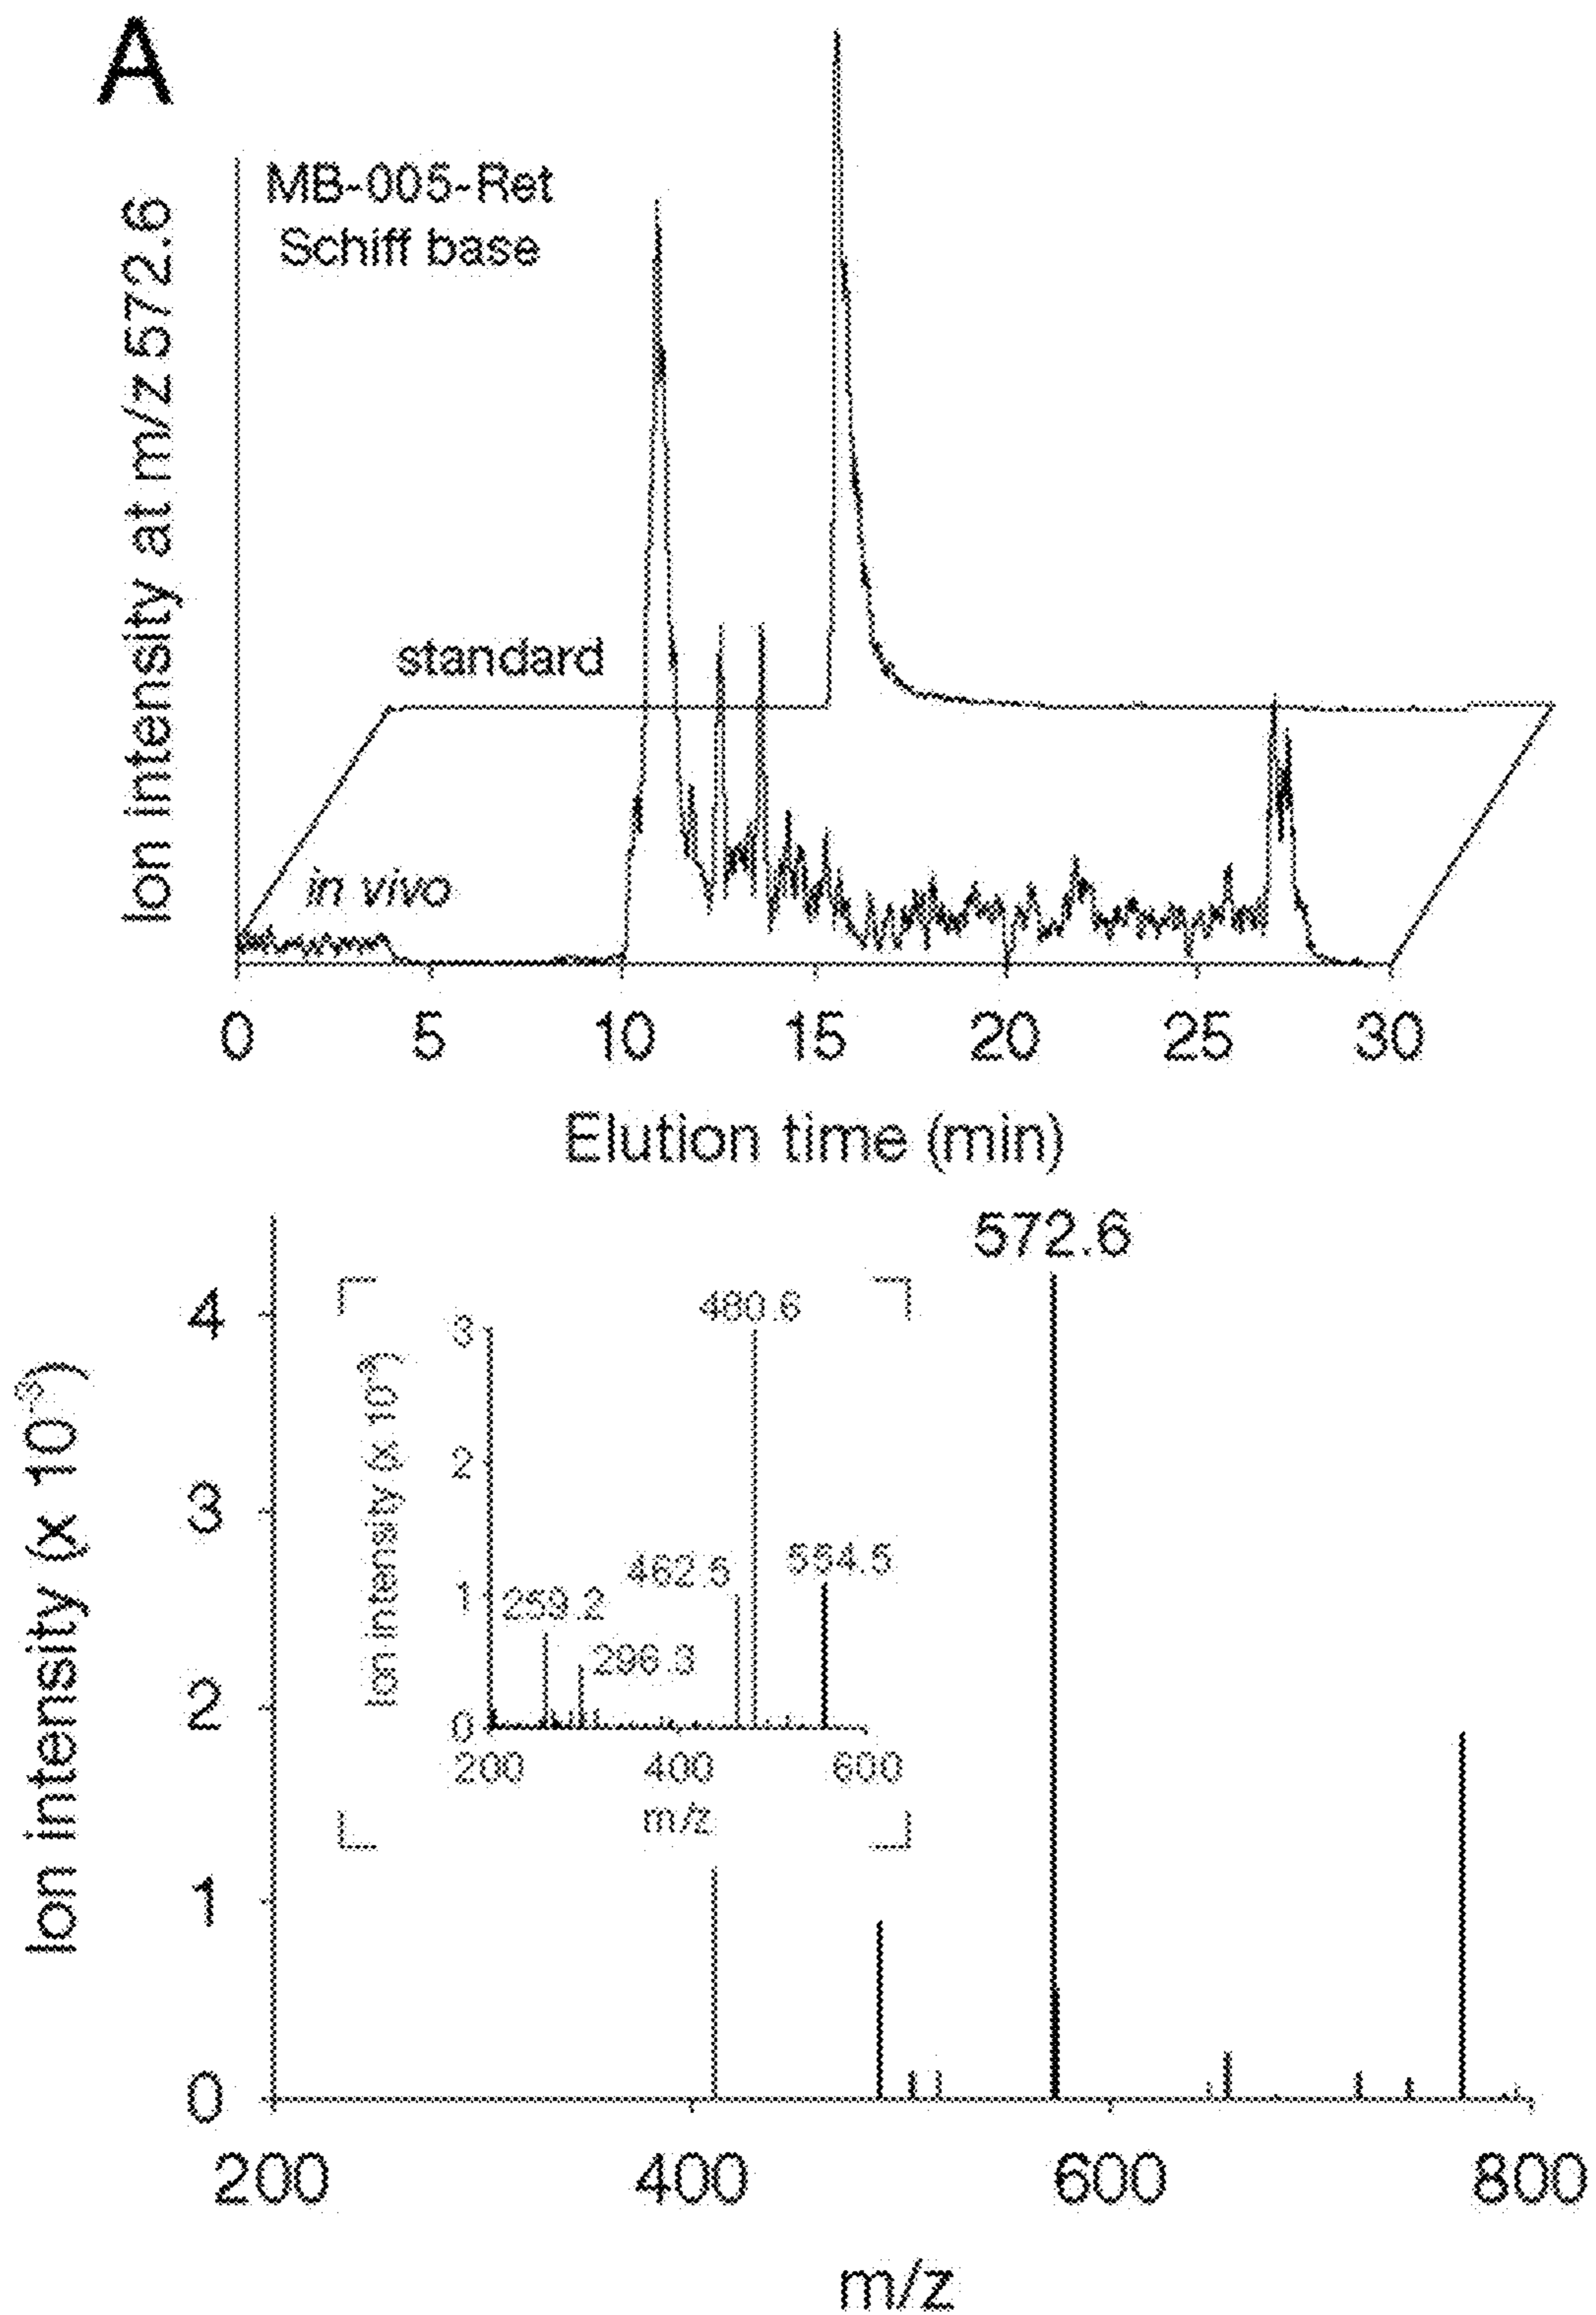 A
MB-005-Ret
Schiff base
Ion intensity at m/z 572.6
standard
in vivo
0 5 10 15 20 25 30
Elution time (min)
572.6
Ion intensity (x 10⁻³)
4
3
2
1
0
480.6
Ion intensity (x 10⁻³)
3
2
1
0
462.5
554.5
259.2
296.3
200 400 600
m/z
200 400 600 800
m/z